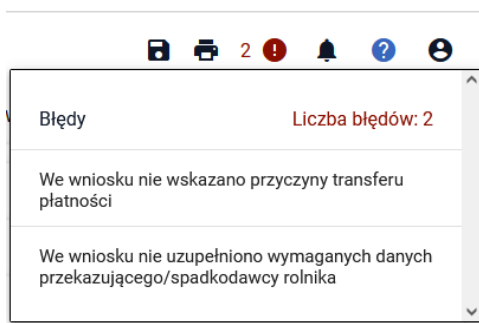 2
Błędy Liczba błędów: 2
We wniosku nie wskazano przyczyny transferu
płatności
We wniosku nie uzupełniono wymaganych danych
przekazującego/spadkodawcy rolnika